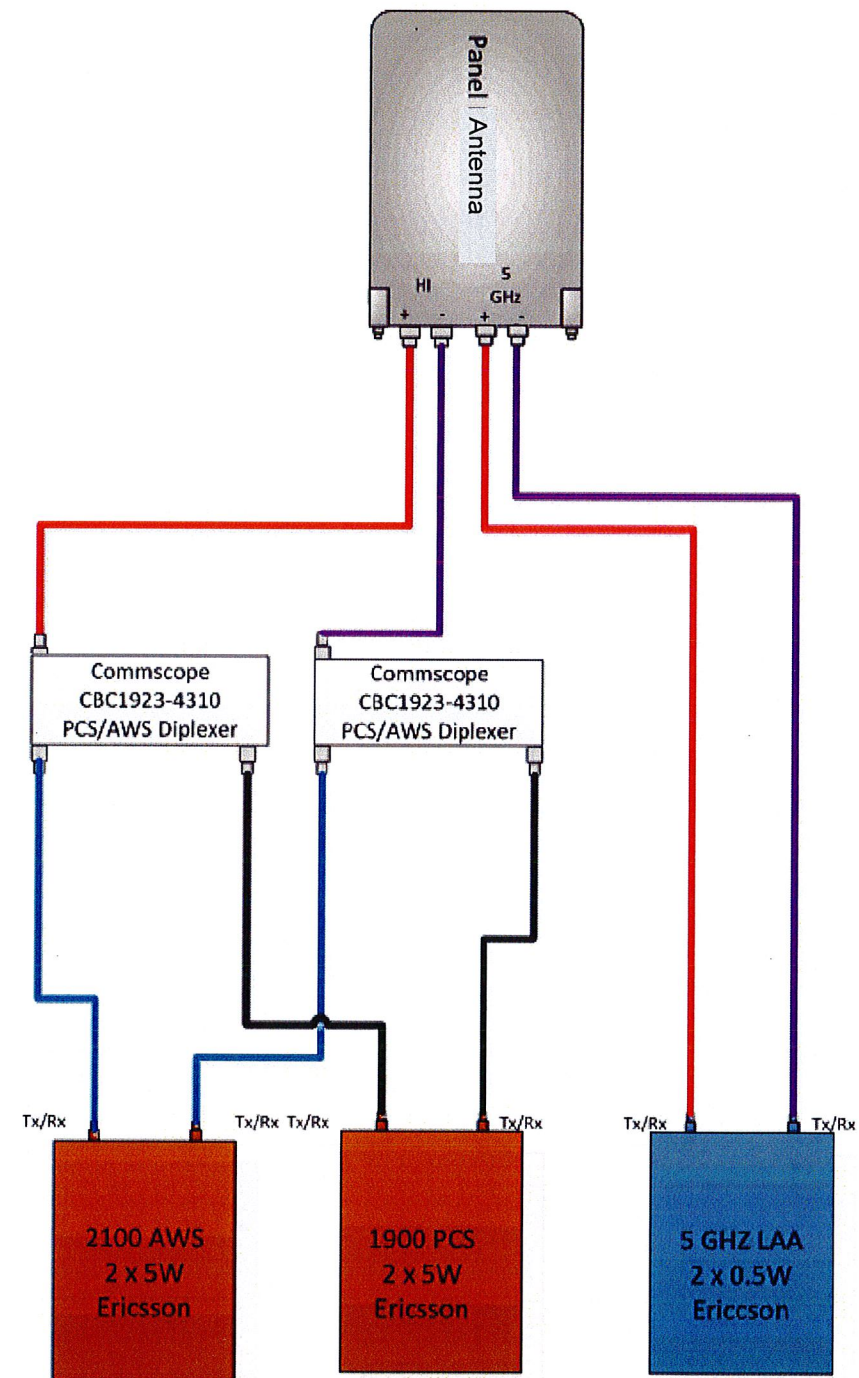 Panel Antenna
HI
5
GHz
+ - + -
Commscope
CBC1923-4310
PCS/AWS Diplexer
Commscope
CBC1923-4310
PCS/AWS Diplexer
Tx/Rx
Tx/Rx
Tx/Rx
Tx/Rx
Tx/Rx
Tx/Rx
2100 AWS
2 x 5W
Ericsson
1900 PCS
2 x 5W
Ericsson
5 GHZ LAA
2 x 0.5W
Ericcson